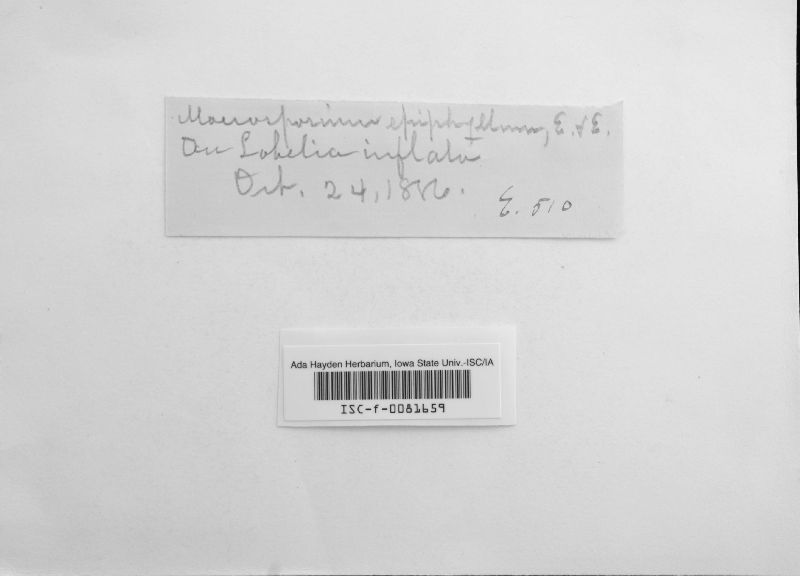 Macrosporium epiphyllum, E. & E.
On Lobelia inflata
Oct. 24, 1886.
E. 510
Ada Hayden Herbarium, Iowa State Univ.-ISC/IA
ISC-f-0081659